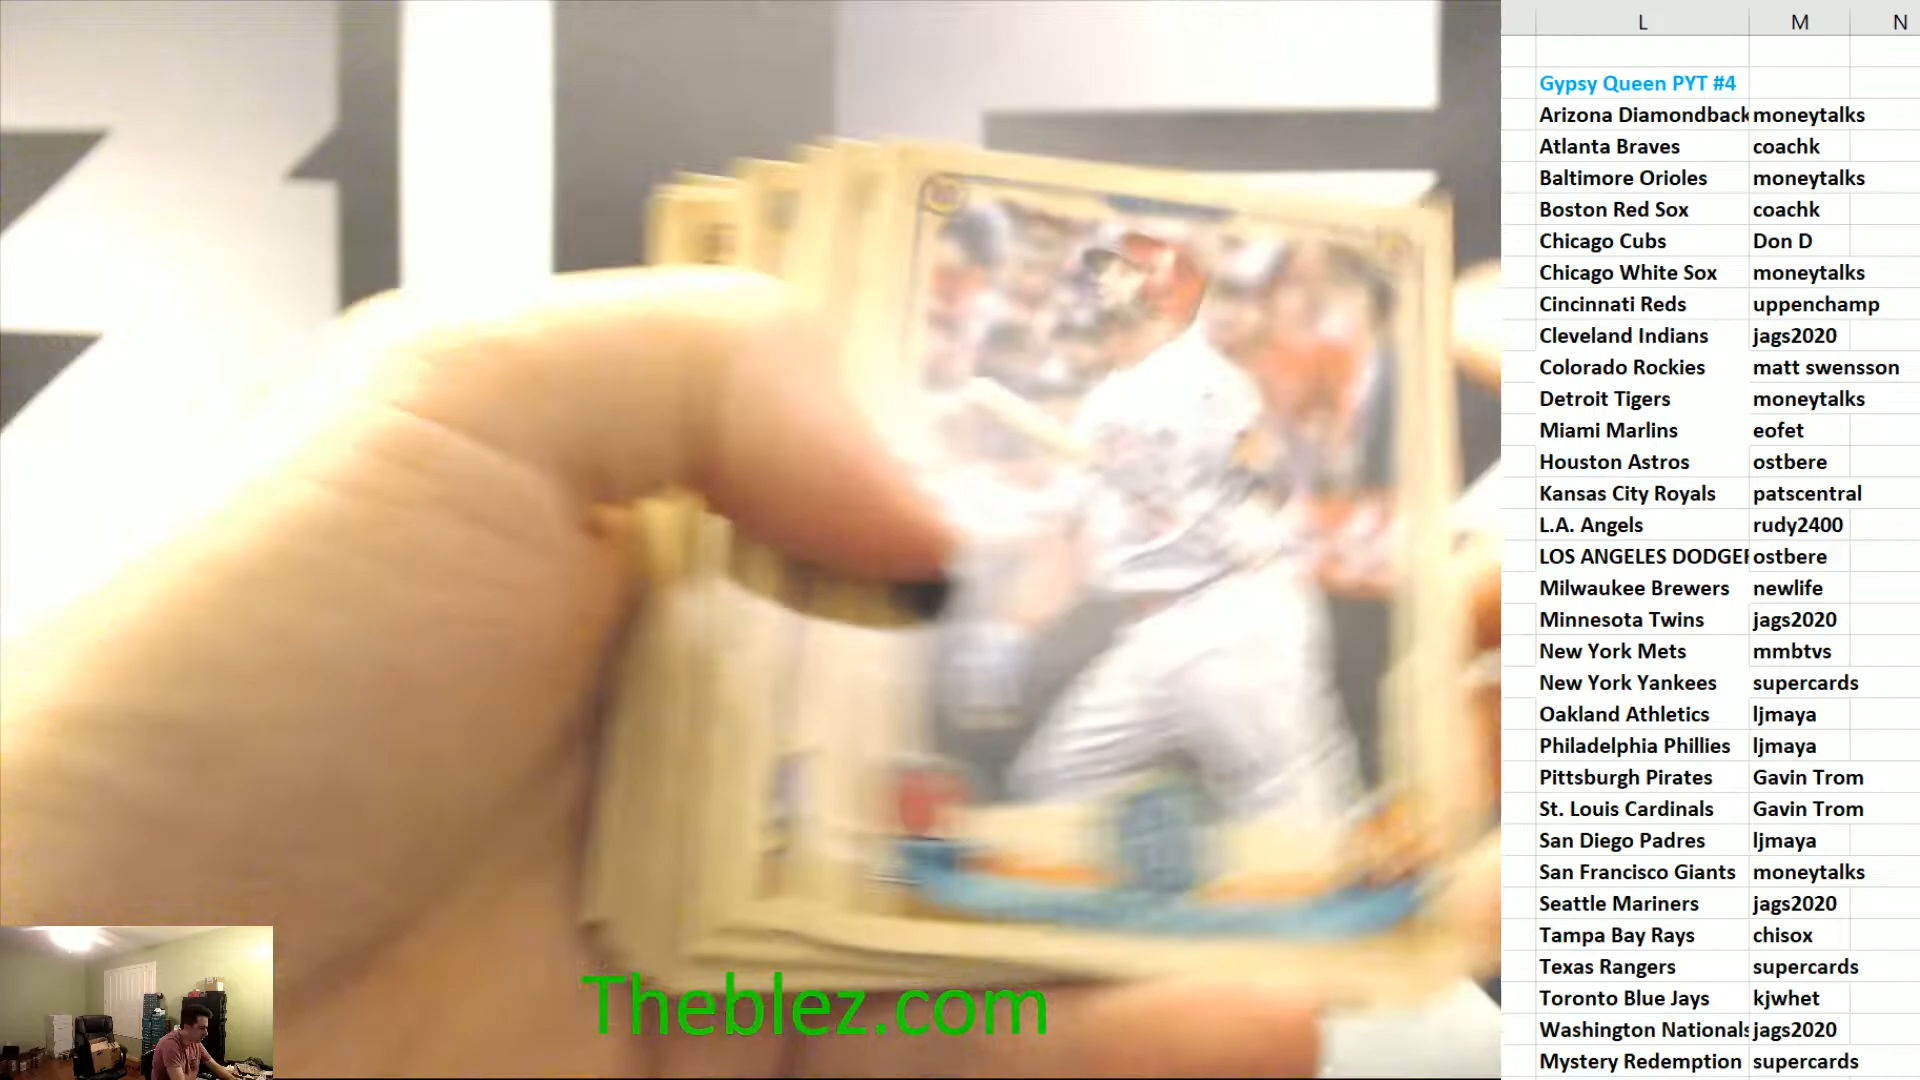 L M N
Gypsy Queen PYT #4
Arizona Diamondback moneytalks
Atlanta Braves coachk
Baltimore Orioles moneytalks
Boston Red Sox coachk
Chicago Cubs Don D
Chicago White Sox moneytalks
Cincinnati Reds uppenchamp
Cleveland Indians jags2020
Colorado Rockies matt swensson
Detroit Tigers moneytalks
Miami Marlins eofet
Houston Astros ostbere
Kansas City Royals patscentral
L.A. Angels rudy2400
LOS ANGELES DODGER ostbere
Milwaukee Brewers newlife
Minnesota Twins jags2020
New York Mets mmbtvs
New York Yankees supercards
Oakland Athletics ljmaya
Philadelphia Phillies ljmaya
Pittsburgh Pirates Gavin Trom
St. Louis Cardinals Gavin Trom
San Diego Padres ljmaya
San Francisco Giants moneytalks
Seattle Mariners jags2020
Tampa Bay Rays chisox
Texas Rangers supercards
Toronto Blue Jays kjwhet
Washington Nationals jags2020
Mystery Redemption supercards
Theblez.com